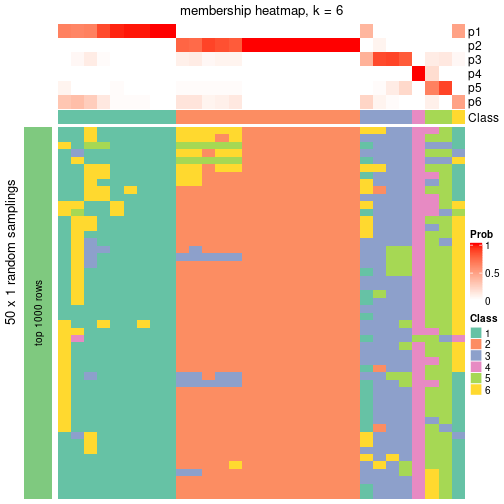 membership heatmap, k = 6
p1
p2
p3
p4
p5
p6
Class
50 x 1 random samplings
top 1000 rows
Prob
1
0.5
0
Class
1
2
3
4
5
6